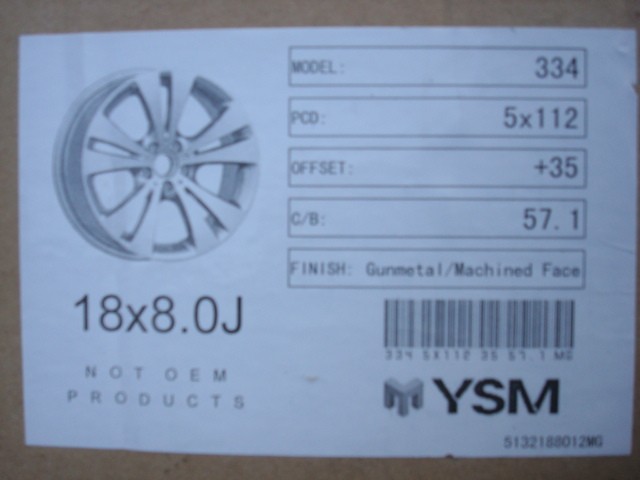 MODEL: 334
PCD: 5x112
OFFSET: +35
C/B: 57.1
FINISH: Gunmetal/Machined Face
18x8.0J
334 5X112 35 57.1 MG
NOT OEM
PRODUCTS
YSM
5132188012MG